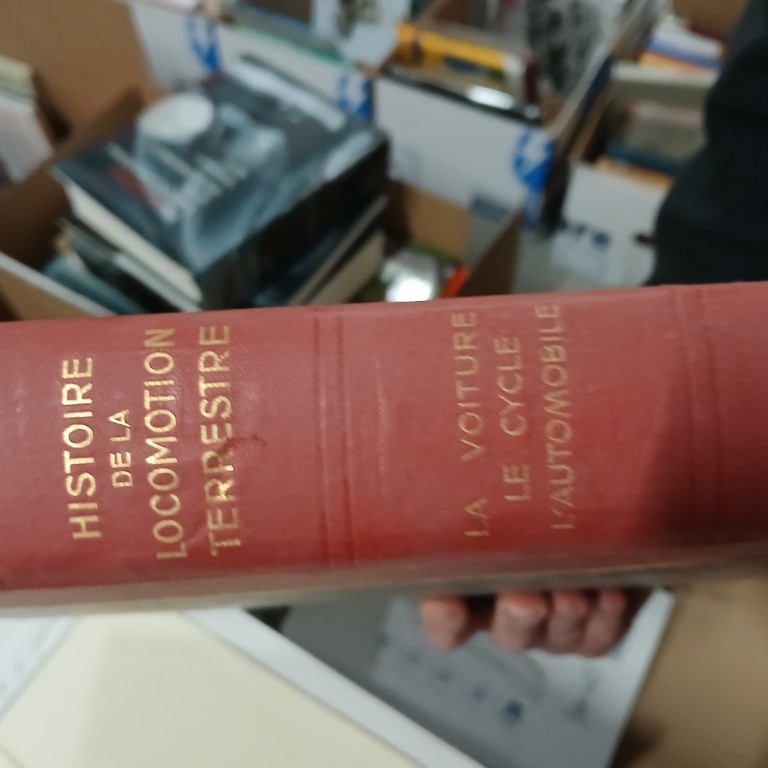 HISTOIRE
DE LA
LOCOMOTION
TERRESTRE
LA VOITURE
LE CYCLE
L'AUTOMOBILE